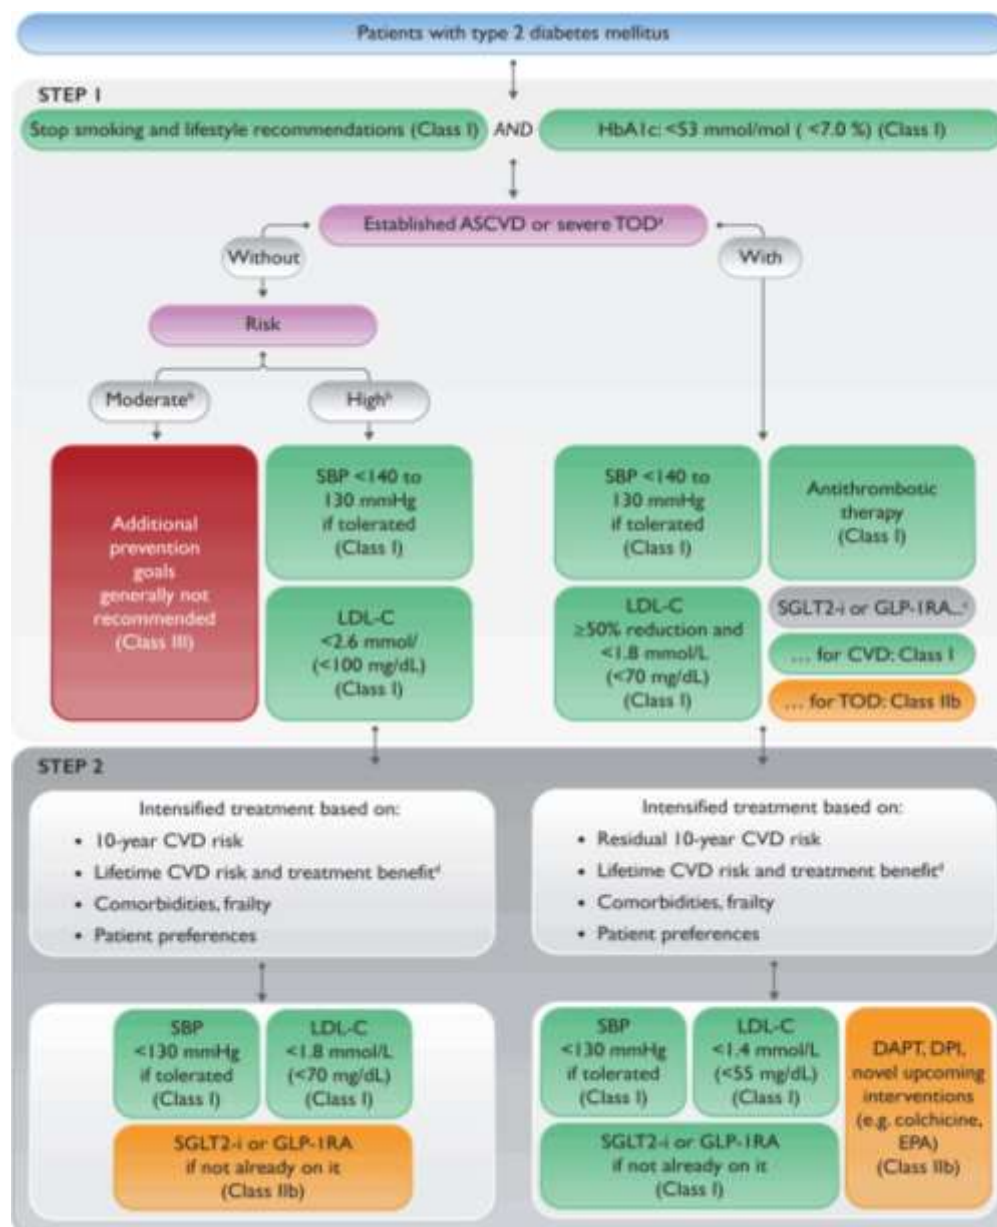 Patients with type 2 diabetes mellitus
STEP 1
Stop smoking and lifestyle recommendations (Class I)
AND
HbA1c: <53 mmol/mol ( <7.0 %) (Class I)
Established ASCVD or severe TODᵃ
Without
With
Risk
Moderateᵇ
Highᵇ
Additional
prevention
goals
generally not
recommended
(Class III)
SBP <140 to
130 mmHg
if tolerated
(Class I)
LDL-C
<2.6 mmol/
(<100 mg/dL)
(Class I)
SBP <140 to
130 mmHg
if tolerated
(Class I)
LDL-C
≥50% reduction and
<1.8 mmol/L
(<70 mg/dL)
(Class I)
Antithrombotic
therapy
(Class I)
SGLT2-i or GLP-1RA...ᶜ
... for CVD: Class I
... for TOD: Class IIb
STEP 2
Intensified treatment based on:
• 10-year CVD risk
• Lifetime CVD risk and treatment benefitᵈ
• Comorbidities, frailty
• Patient preferences
Intensified treatment based on:
• Residual 10-year CVD risk
• Lifetime CVD risk and treatment benefitᵈ
• Comorbidities, frailty
• Patient preferences
SBP
<130 mmHg
if tolerated
(Class I)
LDL-C
<1.8 mmol/L
(<70 mg/dL)
(Class I)
SGLT2-i or GLP-1RA
if not already on it
(Class IIb)
SBP
<130 mmHg
if tolerated
(Class I)
LDL-C
<1.4 mmol/L
(<55 mg/dL)
(Class I)
SGLT2-i or GLP-1RA
if not already on it
(Class I)
DAPT, DPI,
novel upcoming
interventions
(e.g. colchicine,
EPA)
(Class IIb)